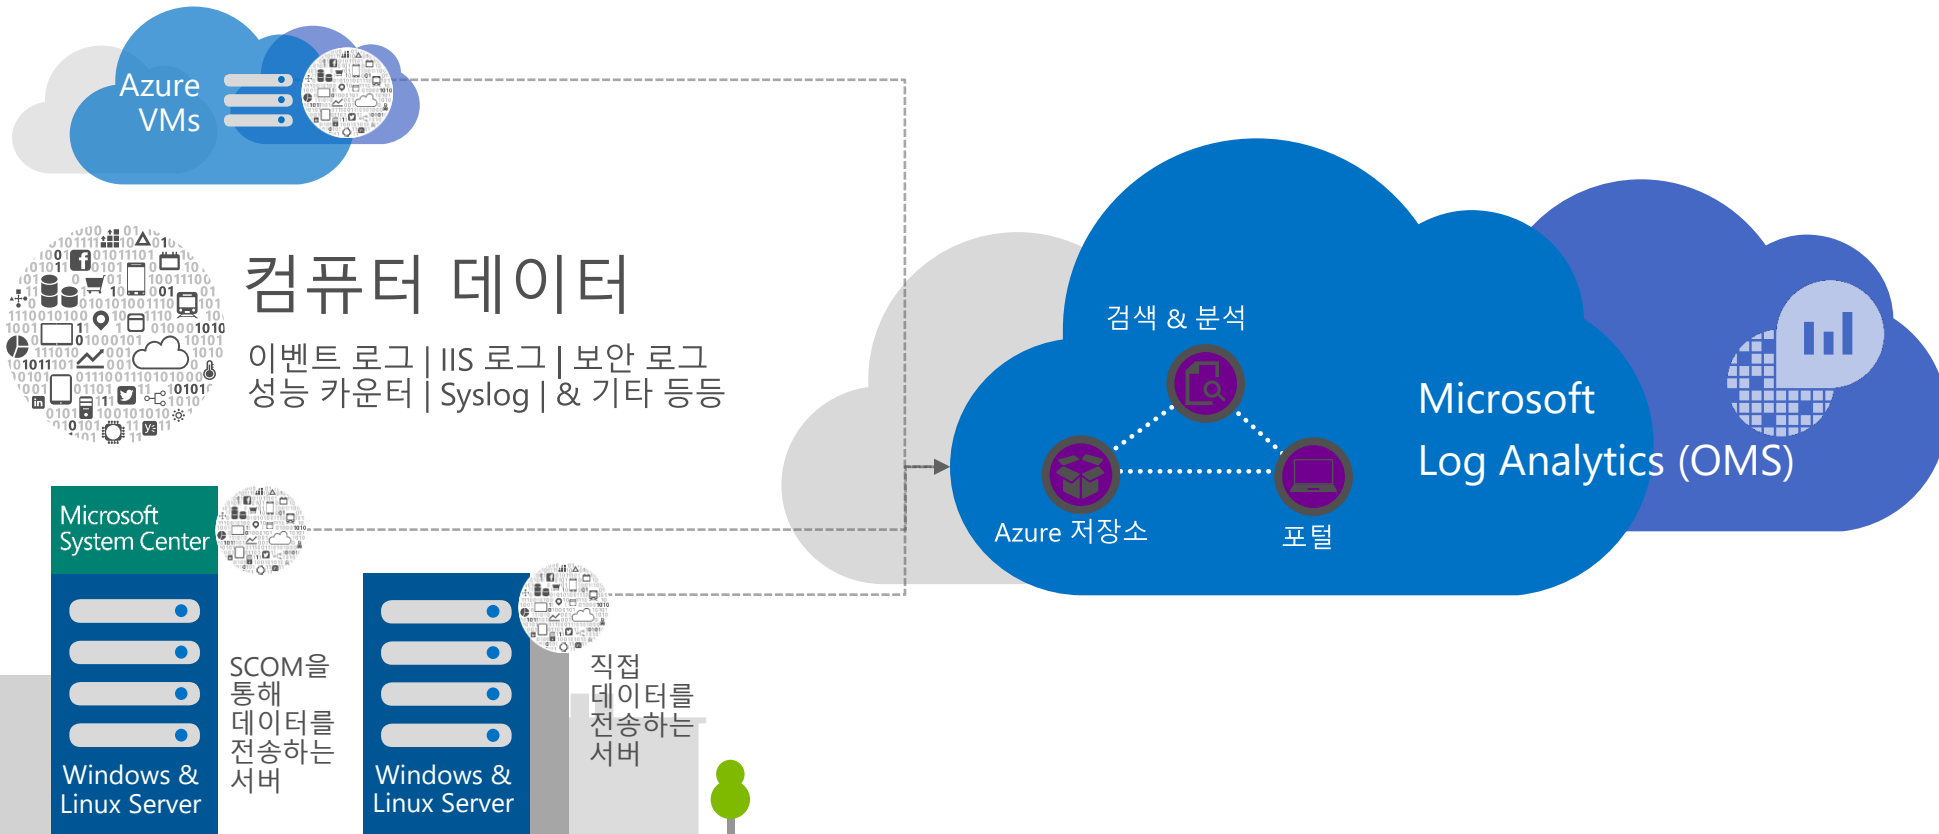 Azure
VMs
컴퓨터 데이터
이벤트 로그 | IIS 로그 | 보안 로그
성능 카운터 | Syslog | & 기타 등등
Microsoft
System Center
Windows &
Linux Server
SCOM을
통해
데이터를
전송하는
서버
Windows &
Linux Server
직접
데이터를
전송하는
서버
검색 & 분석
Azure 저장소
포털
Microsoft
Log Analytics (OMS)